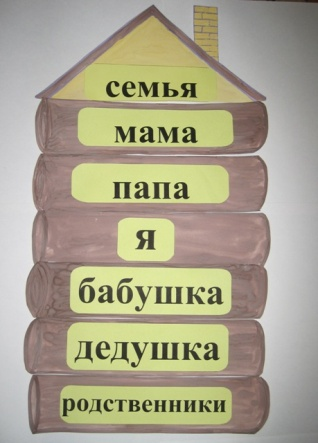 семья
мама
папа
я
бабушка
дедушка
родственники